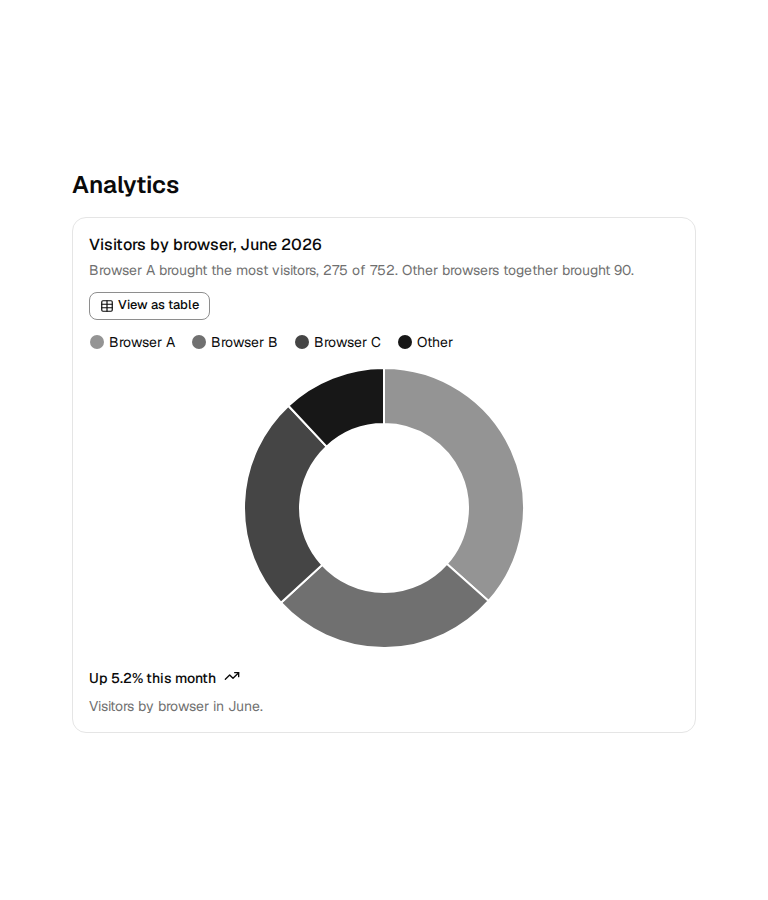 Analytics
Visitors by browser, June 2026
Browser A brought the most visitors, 275 of 752. Other browsers together brought 90.
View as table
Browser A Browser B Browser C Other
Up 5.2% this month
Visitors by browser in June.